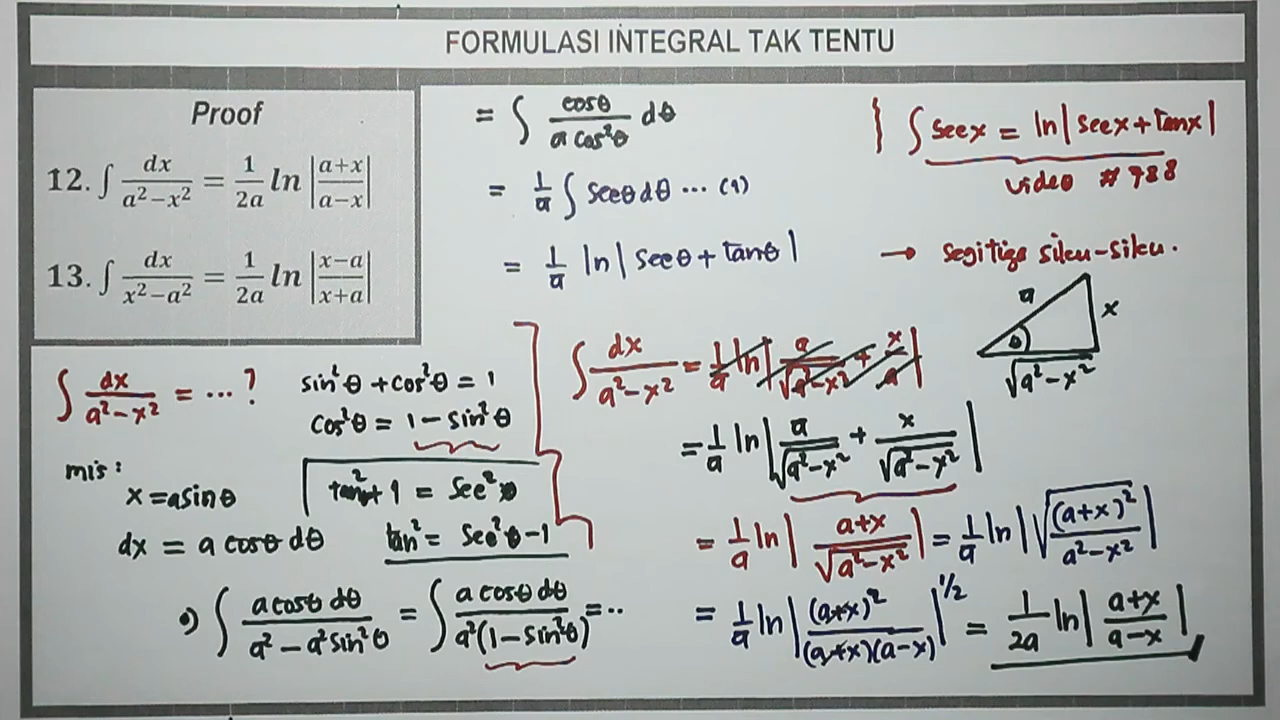 FORMULASI INTEGRAL TAK TENTU
Proof
12. ∫ dx / (a² − x²) = 1/(2a) ln |(a+x)/(a−x)|
13. ∫ dx / (x² − a²) = 1/(2a) ln |(x−a)/(x+a)|
∫ dx / (a² − x²) = ... ?
sin²θ + cos²θ = 1
cos²θ = 1 − sin²θ
mis :
x = a sinθ
dx = a cosθ dθ
tan² + 1 = sec²
tan² = sec²θ − 1
•) ∫ a cosθ dθ / (a² − a² sin²θ) = ∫ a cosθ dθ / (a²(1 − sin²θ)) = ..
= ∫ cosθ / (a cos²θ) dθ
= 1/a ∫ secθ dθ ... (1)
= 1/a ln | secθ + tanθ |
| ∫ secx = ln | secx + tanx |
video #788
→ segitiga siku-siku.
a
x
θ
√(a² − x²)
∫ dx / (a² − x²) = 1/a ln | a/√(a² − x²) + x/a |
= 1/a ln | a/√(a² − x²) + x/√(a² − x²) |
= 1/a ln | (a+x)/√(a² − x²) | = 1/a ln | √((a+x)²/(a² − x²)) |
= 1/a ln | (a+x)²/((a+x)(a−x)) |^1/2 = 1/(2a) ln | (a+x)/(a−x) |